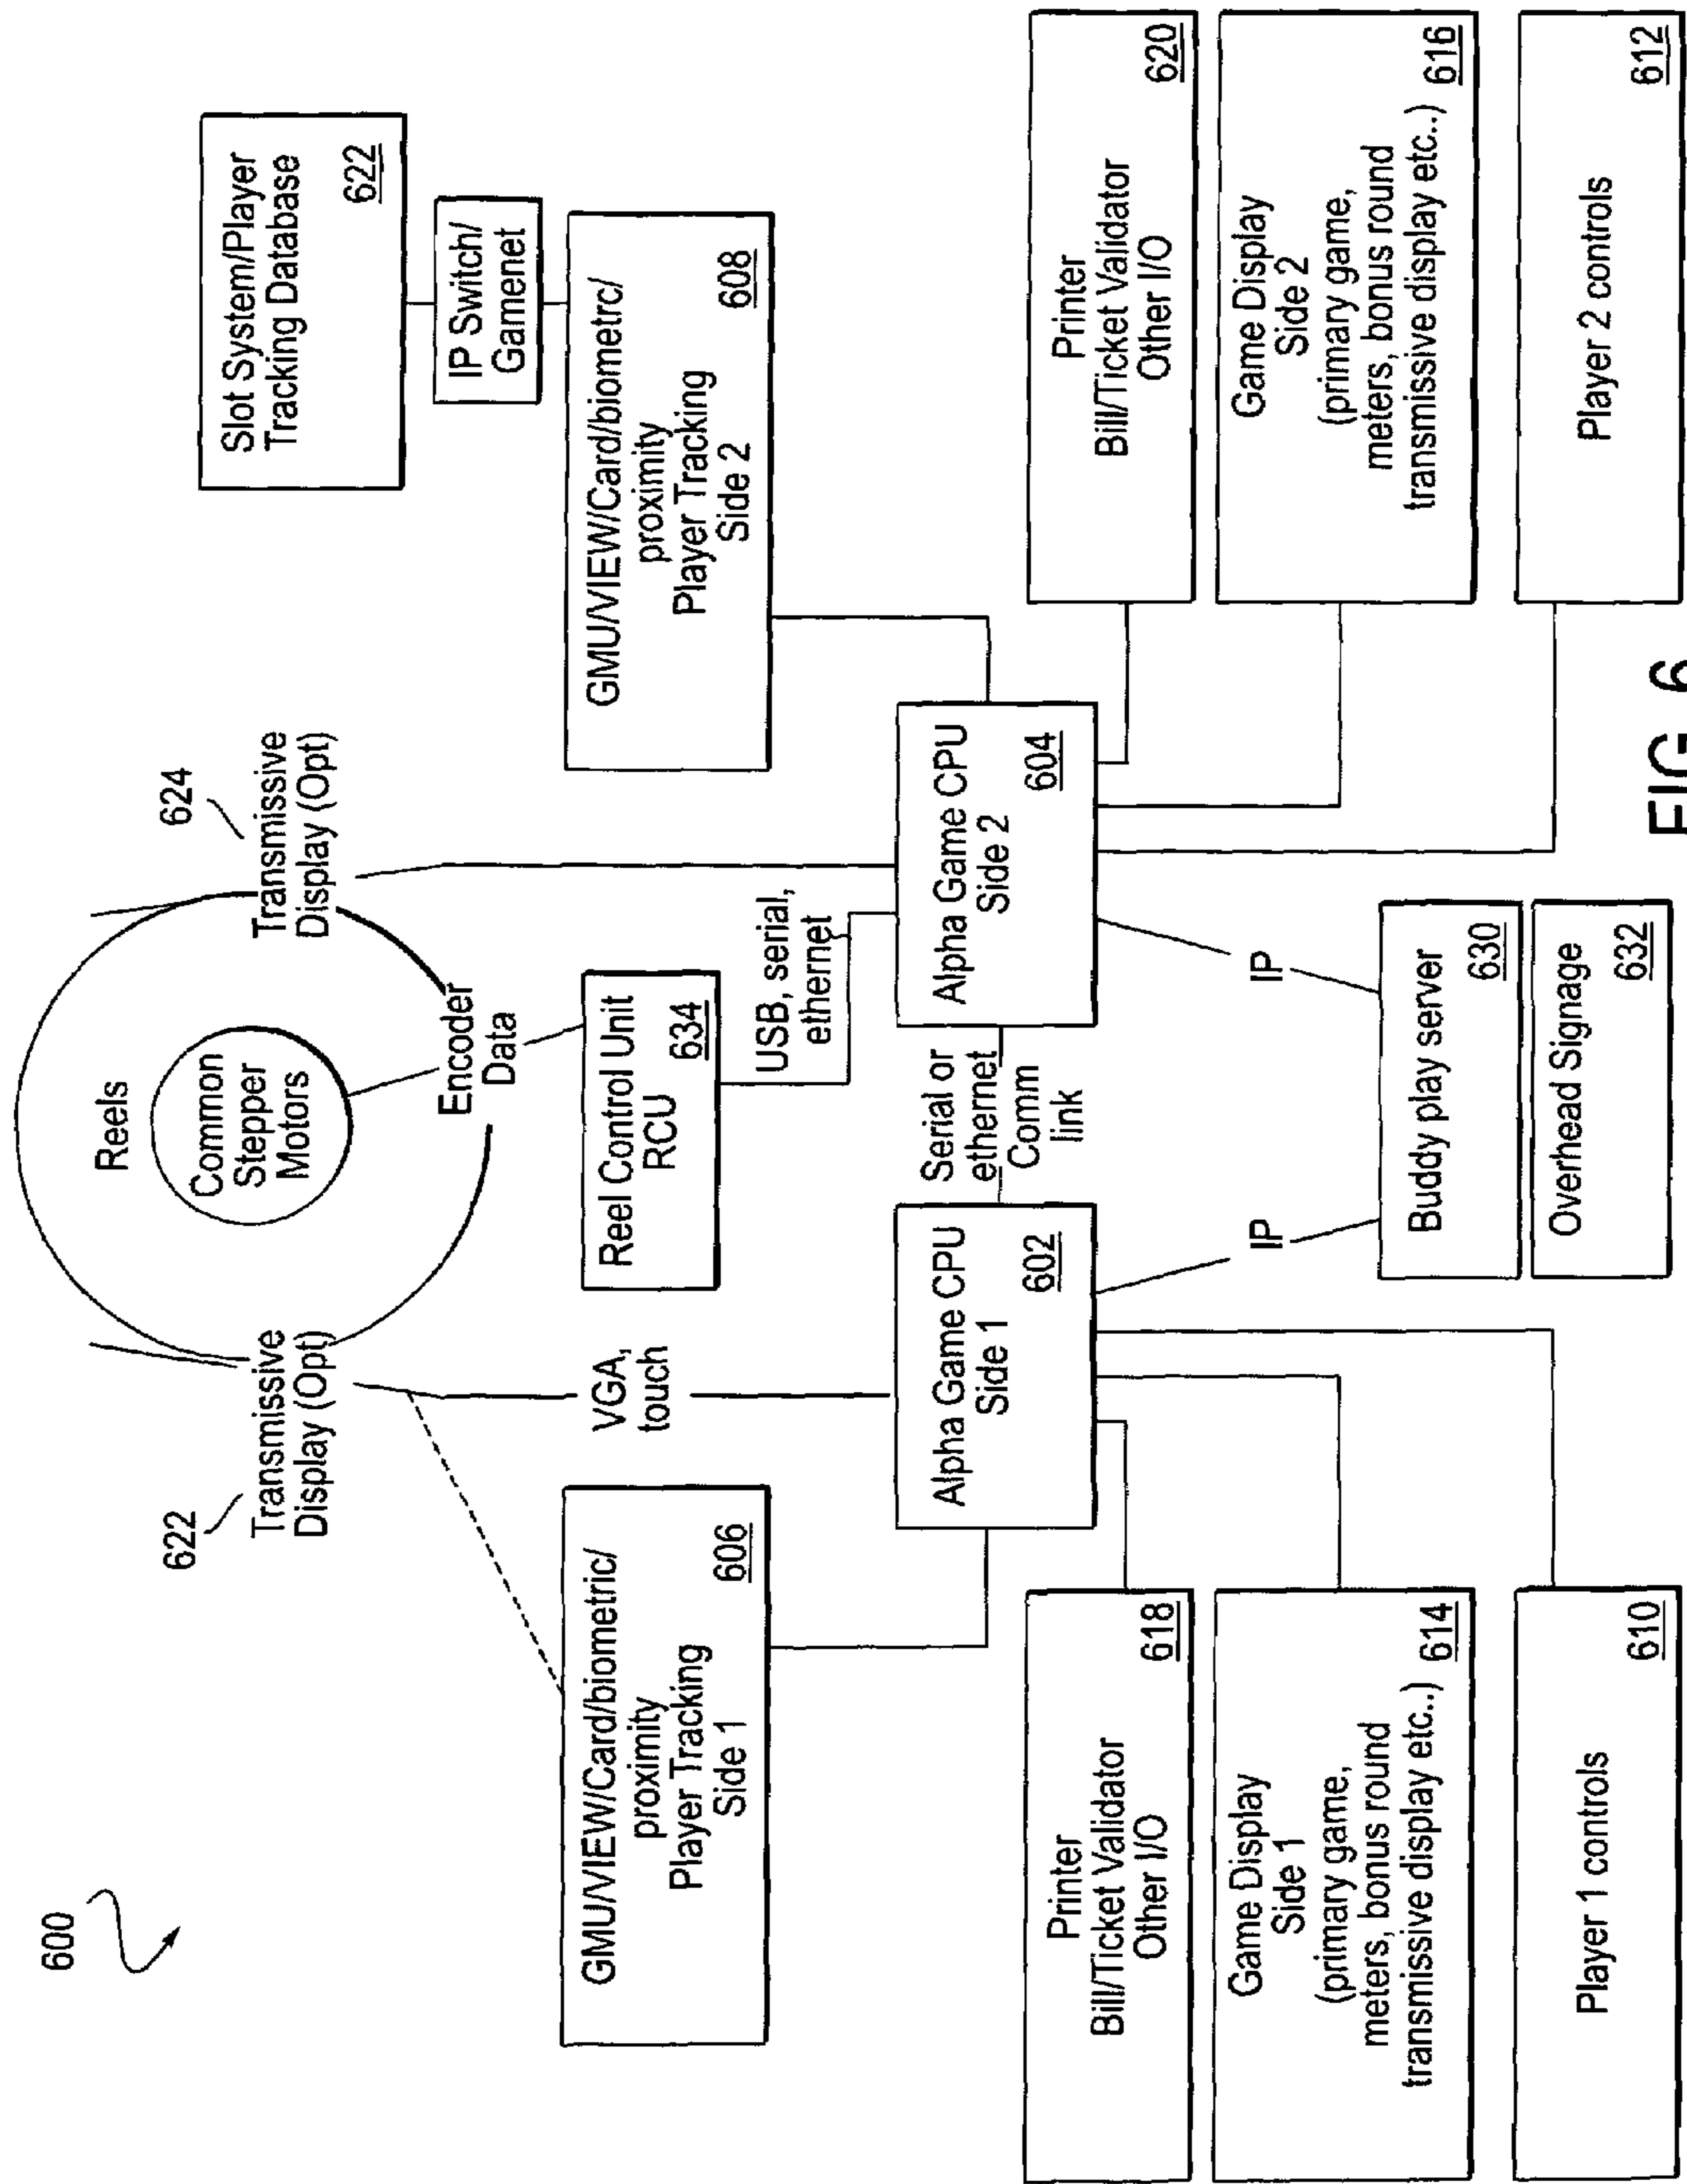 600
622
Transmissive
Display (Opt)
Reels
Common
Stepper
Motors
Encoder
Data
624
Transmissive
Display (Opt)
Slot System/Player
Tracking Database
622
IP Switch/
Gamenet
GMU/VIEW/Card/biometric/
proximity
Player Tracking
Side 1
606
VGA,
touch
Reel Control Unit
RCU
634
USB, serial,
ethernet
GMU/VIEW/Card/biometrc/
proximity
Player Tracking
Side 2
608
Alpha Game CPU
Side 1
602
Serial or
ethernet
Comm
link
Alpha Game CPU
Side 2
604
Printer
Bill/Ticket Validator
Other I/O
618
Game Display
Side 1
(primary game,
meters, bonus round
transmissive display etc..)
614
Player 1 controls
610
IP
IP
Buddy play server
630
Overhead Signage
632
Printer
Bill/Ticket Validator
Other I/O
620
Game Display
Side 2
(primary game,
meters, bonus round
transmissive display etc..)
616
Player 2 controls
612
FIG. 6